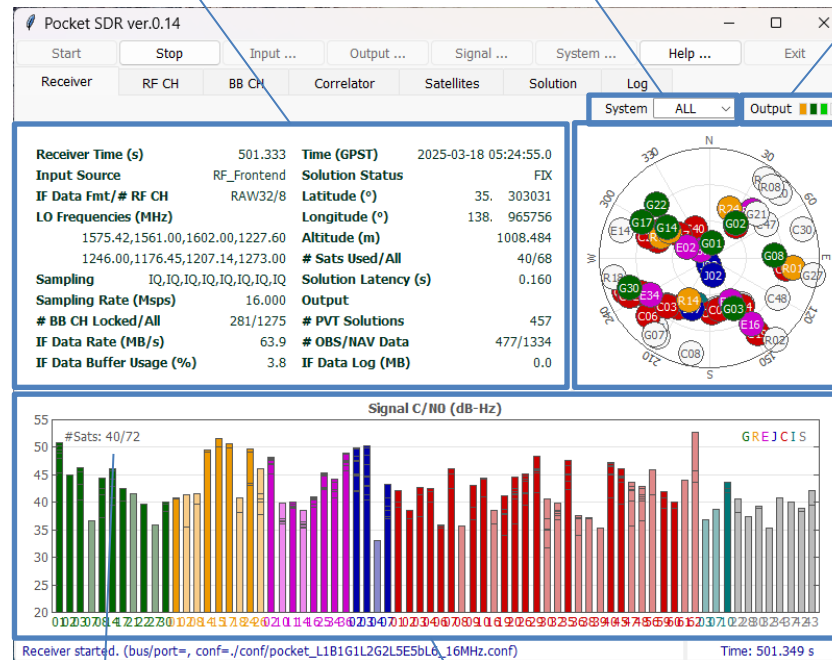 Pocket SDR ver.0.14
Start Stop Input ... Output ... Signal ... System ... Help ... Exit
Receiver RF CH BB CH Correlator Satellites Solution Log
System ALL Output
Receiver Time (s) 501.333 Time (GPST) 2025-03-18 05:24:55.0
Input Source RF_Frontend Solution Status FIX
IF Data Fmt/# RF CH RAW32/8 Latitude (°) 35. 303031
LO Frequencies (MHz) Longitude (°) 138. 965756
1575.42,1561.00,1602.00,1227.60 Altitude (m) 1008.484
1246.00,1176.45,1207.14,1273.00 # Sats Used/All 40/68
Sampling IQ,IQ,IQ,IQ,IQ,IQ,IQ,IQ Solution Latency (s) 0.160
Sampling Rate (Msps) 16.000 Output
# BB CH Locked/All 281/1275 # PVT Solutions 457
IF Data Rate (MB/s) 63.9 # OBS/NAV Data 477/1334
IF Data Buffer Usage (%) 3.8 IF Data Log (MB) 0.0
N
330 30
R08
G22 R24
G17 G14 G02 G21
300 60
E14 C30
E02 G01
W G08 E
R07 G27
J02
G30 E34 R14 C48
240 120
C06 C03 G03 E16
G07 R02
210 150
C08
S
Signal C/N0 (dB-Hz)
55
#Sats: 40/72 G R E J C I S
50
45
40
35
30
25
20
Receiver started. (bus/port=, conf=./conf/pocket_L1B1G1L2G2L5E5bL6_16MHz.conf) Time: 501.349 s